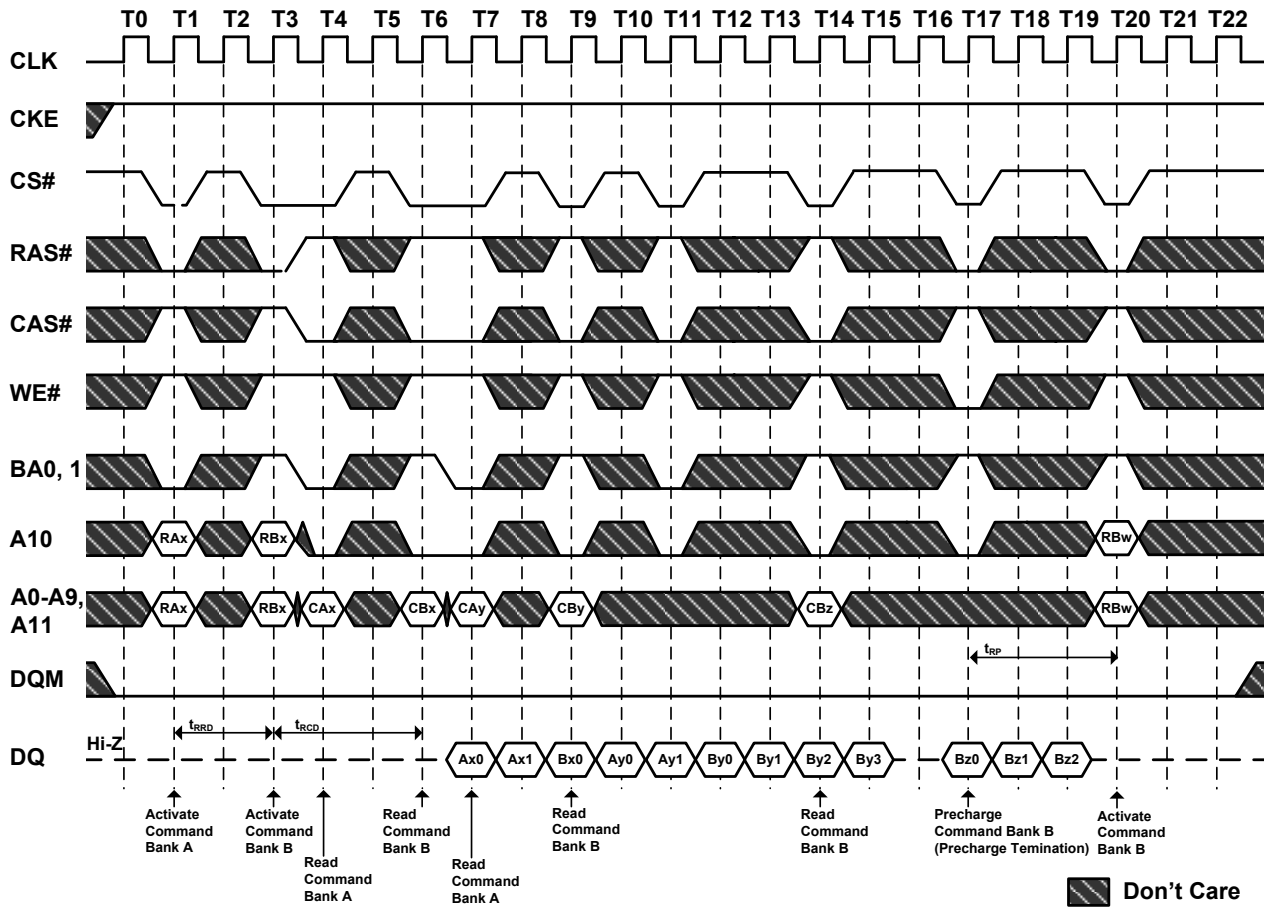 T0 T1 T2 T3 T4 T5 T6 T7 T8 T9 T10 T11 T12 T13 T14 T15 T16 T17 T18 T19 T20 T21 T22
CLK
CKE
CS#
RAS#
CAS#
WE#
BA0, 1
A10 RAx RBx RBw
A0-A9,
A11
RAx RBx CAx CBx CAy CBy CBz RBw
tRP
DQM
tRRD tRCD
Hi-Z
DQ Ax0 Ax1 Bx0 Ay0 Ay1 By0 By1 By2 By3 Bz0 Bz1 Bz2
Activate
Command
Bank A
Activate
Command
Bank B
Read
Command
Bank A
Read
Command
Bank B
Read
Command
Bank A
Read
Command
Bank B
Read
Command
Bank B
Precharge
Command Bank B
(Precharge Temination)
Activate
Command
Bank B
Don't Care